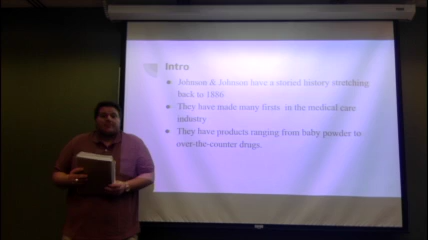 Intro
Johnson & Johnson have a storied history stretching
back to 1886
They have made many firsts in the medical care
industry
They have products ranging from baby powder to
over-the-counter drugs.